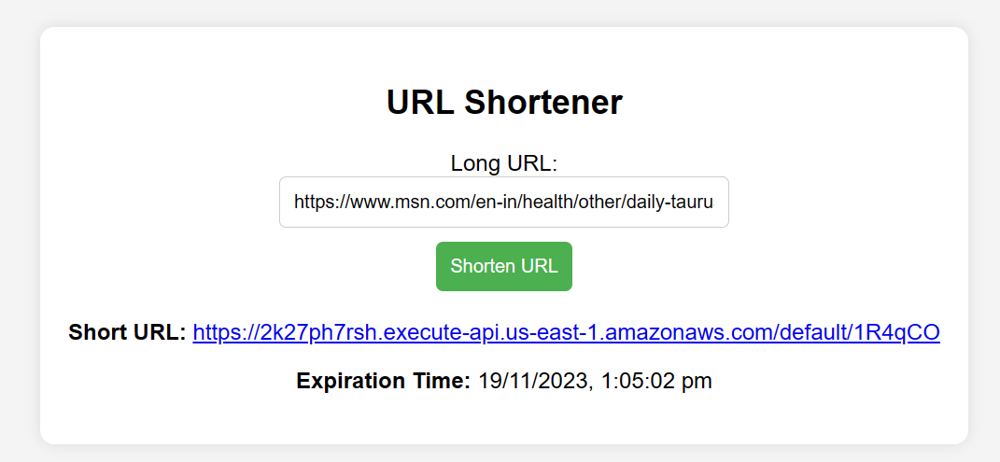 URL Shortener
Long URL:
https://www.msn.com/en-in/health/other/daily-tauru
Shorten URL
Short URL: https://2k27ph7rsh.execute-api.us-east-1.amazonaws.com/default/1R4qCO
Expiration Time: 19/11/2023, 1:05:02 pm